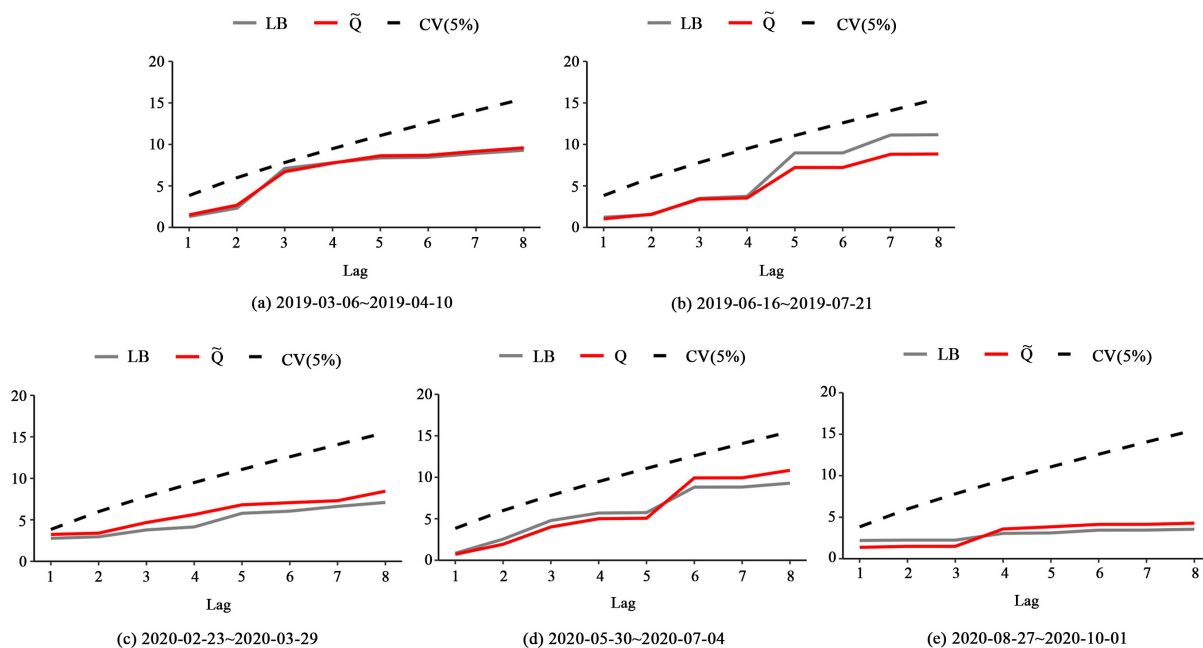 LB Q̃ CV(5%)
20
15
10
5
0
1 2 3 4 5 6 7 8
Lag
(a) 2019-03-06~2019-04-10
LB Q̃ CV(5%)
20
15
10
5
0
1 2 3 4 5 6 7 8
Lag
(b) 2019-06-16~2019-07-21
LB Q̃ CV(5%)
20
15
10
5
0
1 2 3 4 5 6 7 8
Lag
(c) 2020-02-23~2020-03-29
LB Q CV(5%)
20
15
10
5
0
1 2 3 4 5 6 7 8
Lag
(d) 2020-05-30~2020-07-04
LB Q̃ CV(5%)
20
15
10
5
0
1 2 3 4 5 6 7 8
Lag
(e) 2020-08-27~2020-10-01